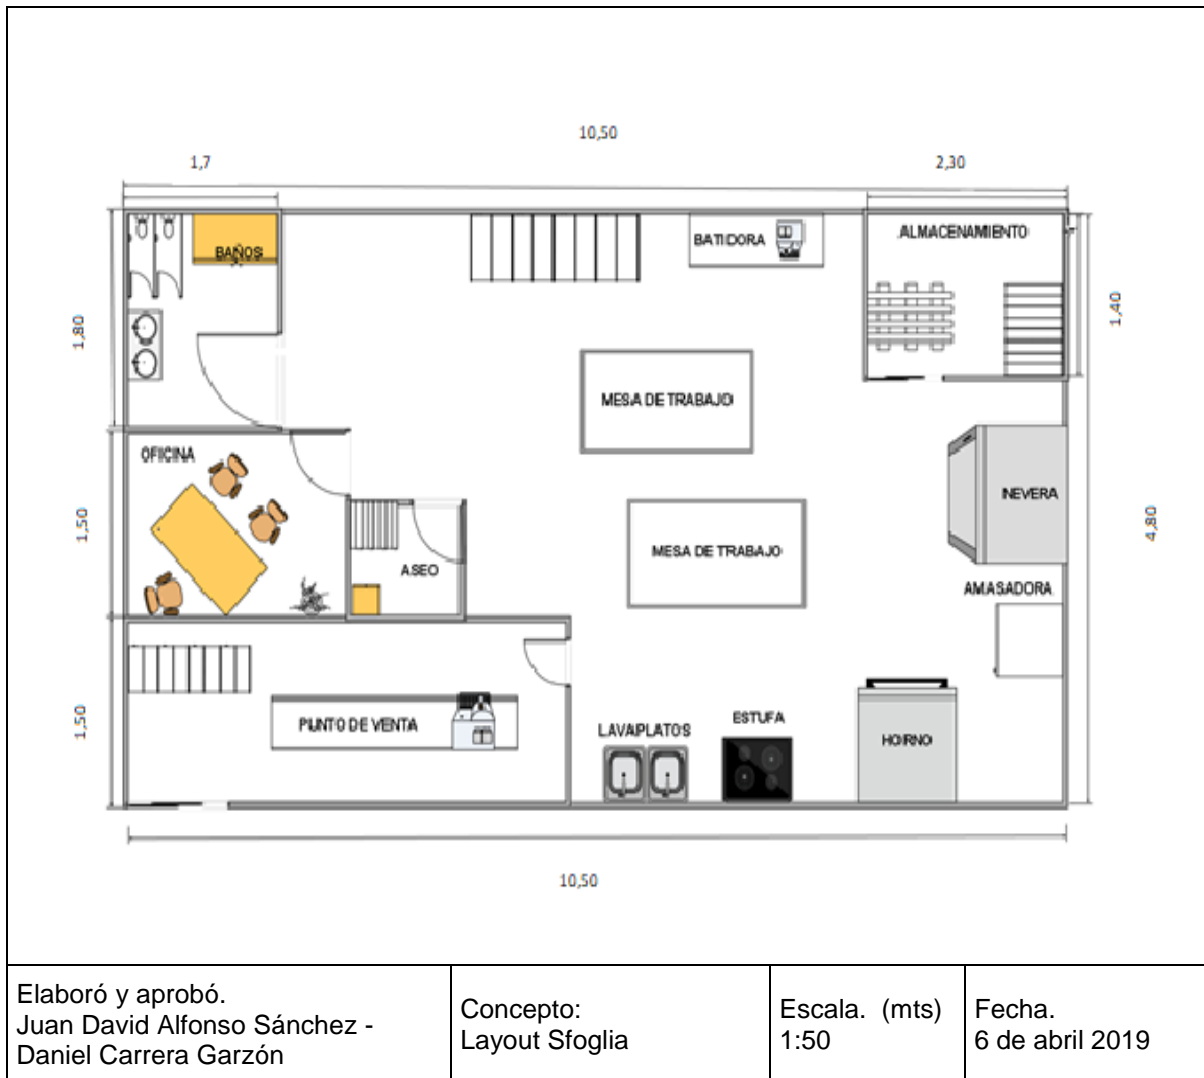 10,50
1,7
2,30
BAÑOS
BATIDORA
ALMACENAMIENTO
1,80
1,40
MESA DE TRABAJO
OFICINA
NEVERA
1,50
4,80
MESA DE TRABAJO
ASEO
AMASADORA
1,50
PUNTO DE VENTA
LAVAPLATOS
ESTUFA
HORNO
10,50
Elaboró y aprobó.
Juan David Alfonso Sánchez -
Daniel Carrera Garzón
Concepto:
Layout Sfoglia
Escala. (mts)
1:50
Fecha.
6 de abril 2019